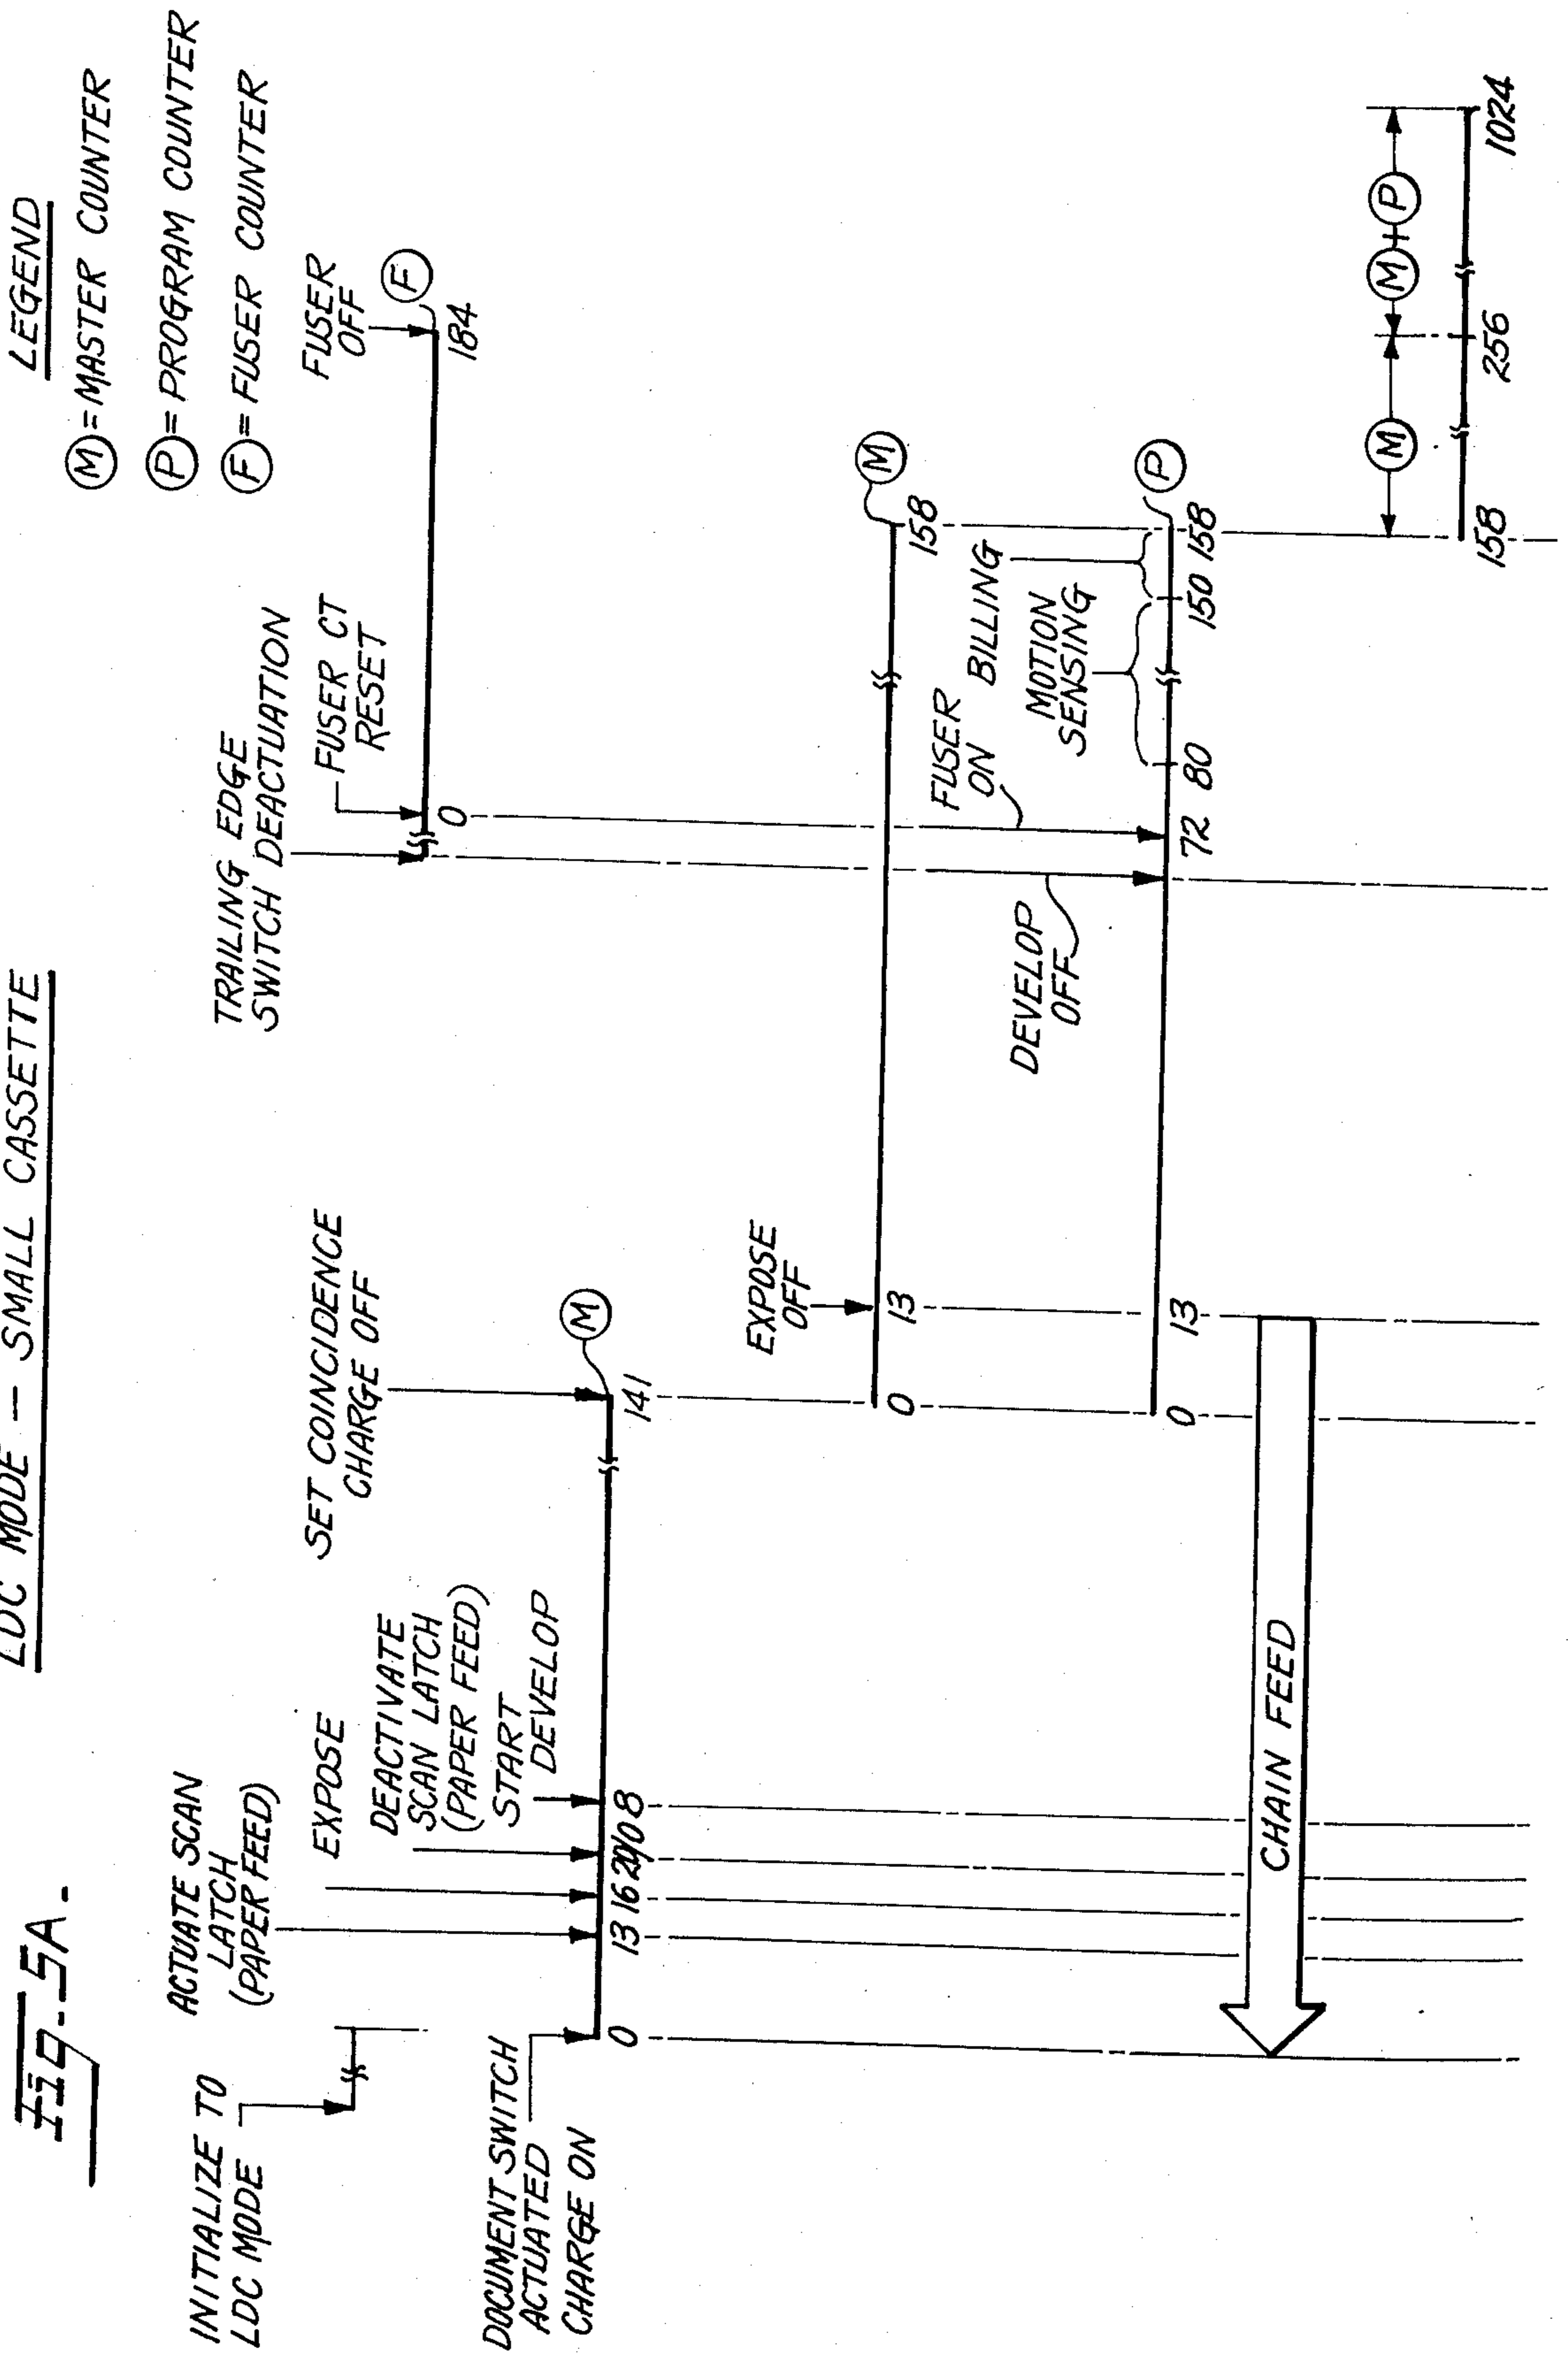 Fig-5A.
LDC MODE — SMALL CASSETTE
LEGEND
Ⓜ=MASTER COUNTER
Ⓟ=PROGRAM COUNTER
Ⓕ=FUSER COUNTER
INITIALIZE TO
LDC MODE
ACTUATE SCAN
LATCH
(PAPER FEED)
EXPOSE
DEACTIVATE
SCAN LATCH
(PAPER FEED)
START
DEVELOP
SET COINCIDENCE
CHARGE OFF
TRAILING EDGE
SWITCH DEACTUATION
FUSER CT
RESET
FUSER
OFF
Ⓕ
0
184
DOCUMENT SWITCH
ACTUATED
CHARGE ON
0
13
16
20/0
8
141
Ⓜ
EXPOSE
OFF
0
13
158
Ⓜ
DEVELOP
OFF
FUSER
ON
BILLING
MOTION
SENSING
Ⓟ
0
13
72
80
150
158
CHAIN FEED
Ⓜ
Ⓜ+Ⓟ
158
256
1024